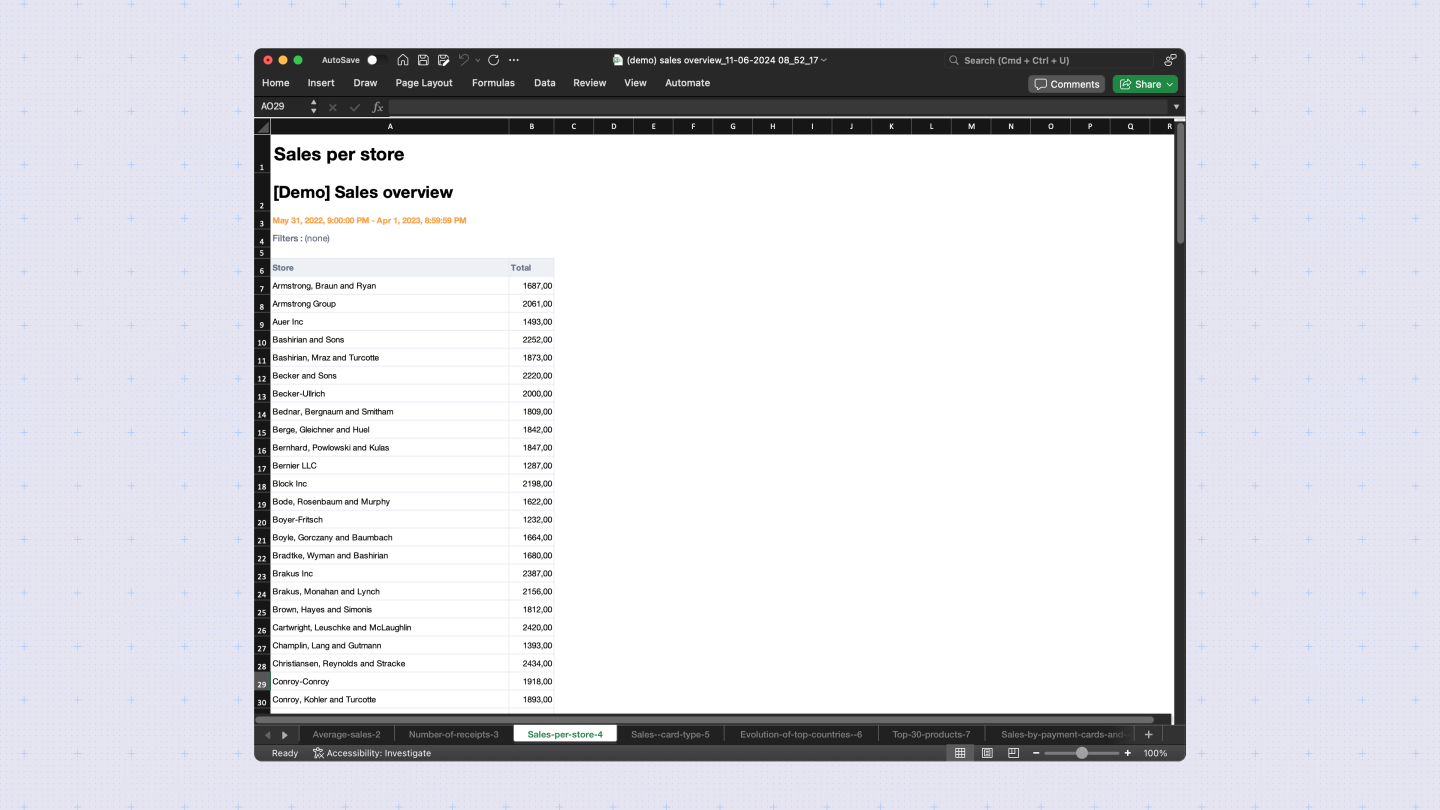 AutoSave
(demo) sales overview_11-06-2024 08_52_17
Search (Cmd + Ctrl + U)
Home Insert Draw Page Layout Formulas Data Review View Automate
Comments Share
AO29 fx
A B C D E F G H I J K L M N O P Q R
1 Sales per store
2 [Demo] Sales overview
3 May 31, 2022, 9:00:00 PM - Apr 1, 2023, 8:59:59 PM
4 Filters : (none)
5
6 Store Total
7 Armstrong, Braun and Ryan 1687,00
8 Armstrong Group 2061,00
9 Auer Inc 1493,00
10 Bashirian and Sons 2252,00
11 Bashirian, Mraz and Turcotte 1873,00
12 Becker and Sons 2220,00
13 Becker-Ullrich 2000,00
14 Bednar, Bergnaum and Smitham 1809,00
15 Berge, Gleichner and Huel 1842,00
16 Bernhard, Powlowski and Kulas 1847,00
17 Bernier LLC 1287,00
18 Block Inc 2198,00
19 Bode, Rosenbaum and Murphy 1622,00
20 Boyer-Fritsch 1232,00
21 Boyle, Gorczany and Baumbach 1664,00
22 Bradtke, Wyman and Bashirian 1680,00
23 Brakus Inc 2387,00
24 Brakus, Monahan and Lynch 2156,00
25 Brown, Hayes and Simonis 1812,00
26 Cartwright, Leuschke and McLaughlin 2420,00
27 Champlin, Lang and Gutmann 1393,00
28 Christiansen, Reynolds and Stracke 2434,00
29 Conroy-Conroy 1918,00
30 Conroy, Kohler and Turcotte 1893,00
Average-sales-2 Number-of-receipts-3 Sales-per-store-4 Sales--card-type-5 Evolution-of-top-countries--6 Top-30-products-7 Sales-by-payment-cards-and-
Ready Accessibility: Investigate 100%